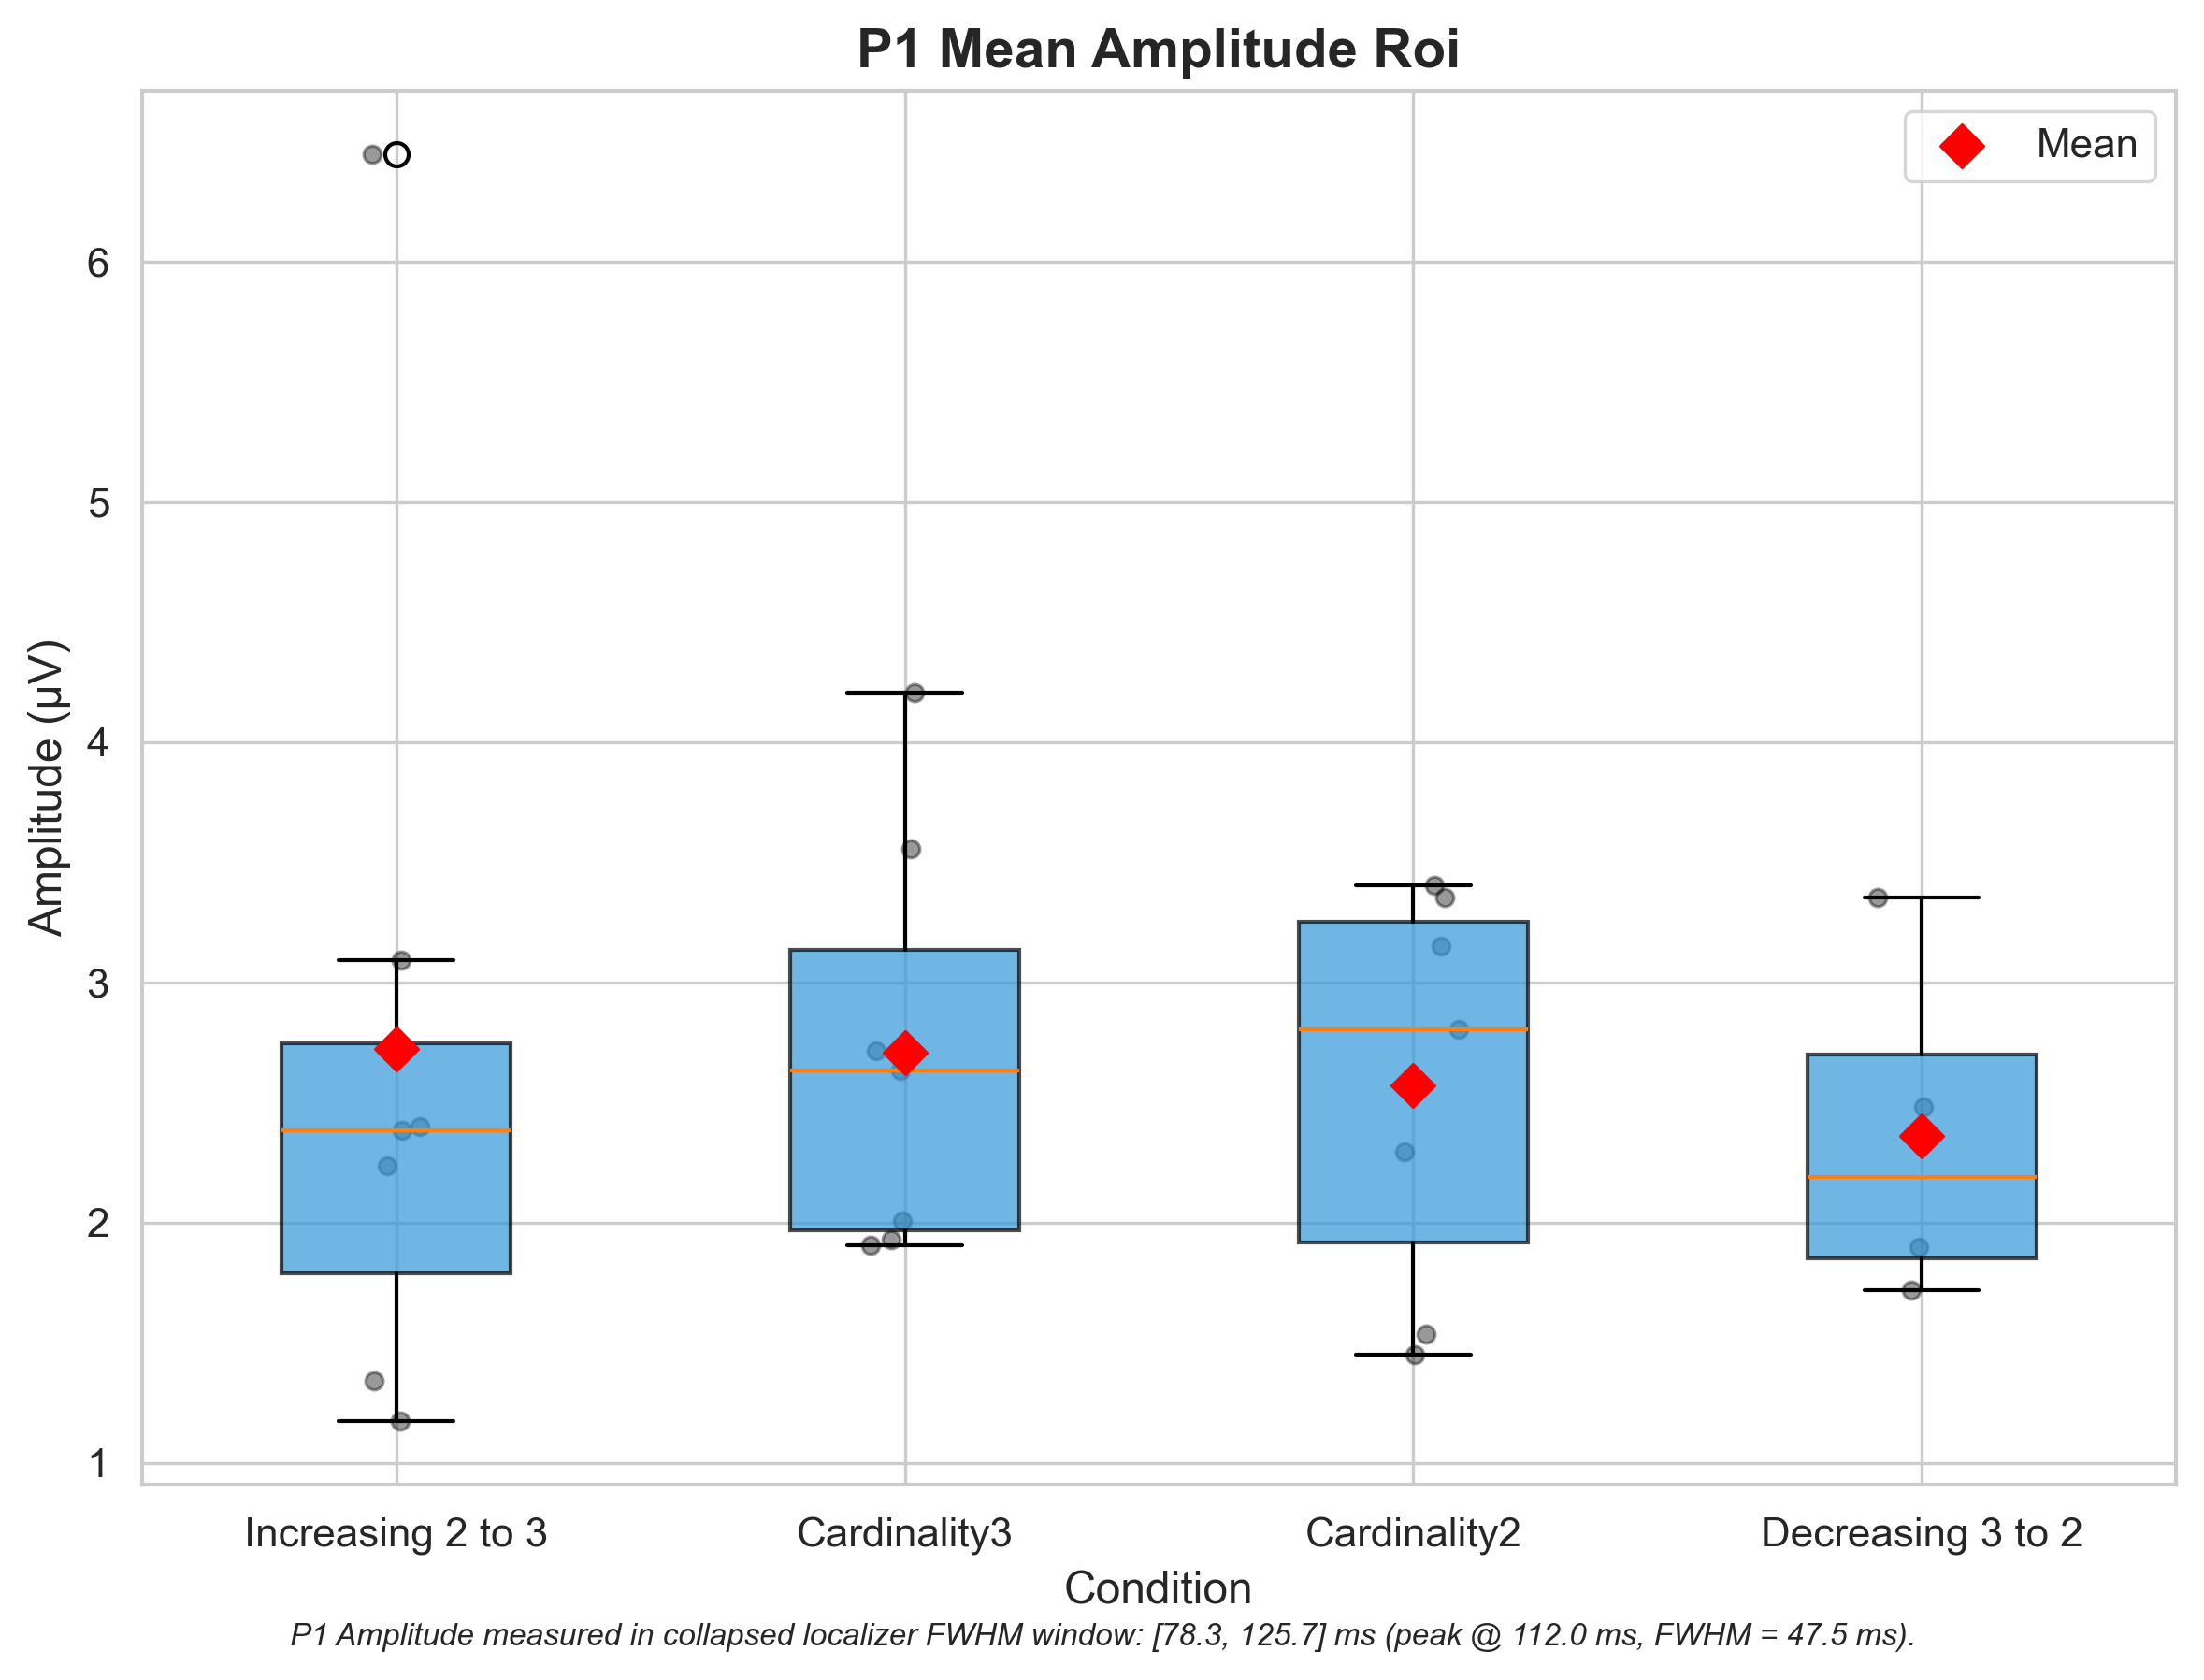 P1 Mean Amplitude Roi
Mean
6
5
4
3
2
1
Amplitude (µV)
Increasing 2 to 3
Cardinality3
Cardinality2
Decreasing 3 to 2
Condition
P1 Amplitude measured in collapsed localizer FWHM window: [78.3, 125.7] ms (peak @ 112.0 ms, FWHM = 47.5 ms).